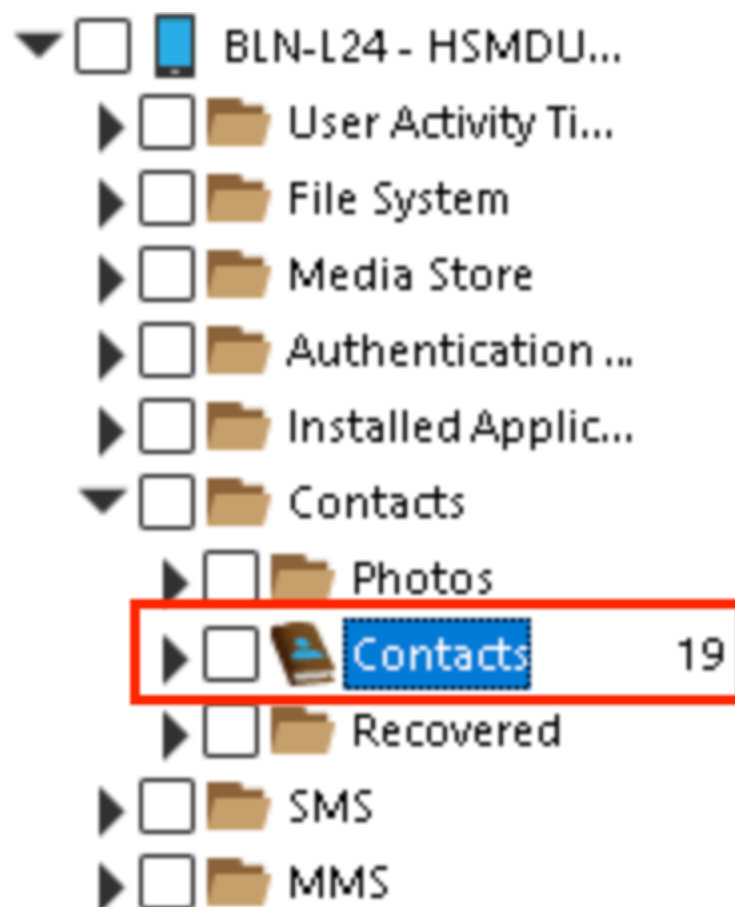 BLN-L24 - HSMDU...
User Activity Ti...
File System
Media Store
Authentication ...
Installed Applic...
Contacts
Photos
Contacts 19
Recovered
SMS
MMS